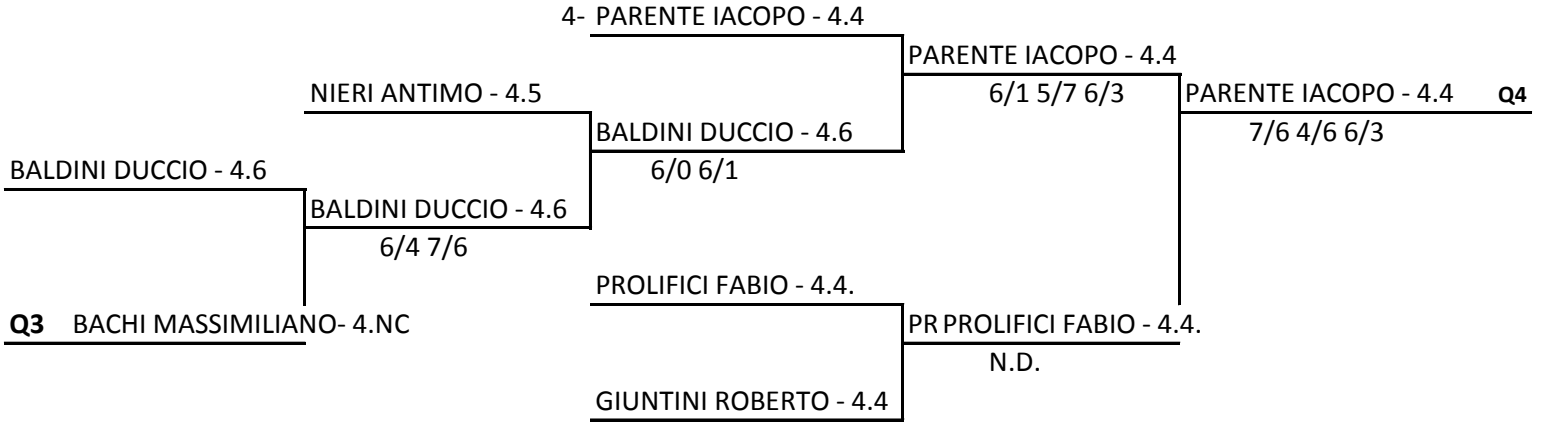 4- PARENTE IACOPO - 4.4
PARENTE IACOPO - 4.4
NIERI ANTIMO - 4.5
6/1 5/7 6/3
PARENTE IACOPO - 4.4 Q4
BALDINI DUCCIO - 4.6
7/6 4/6 6/3
BALDINI DUCCIO - 4.6
6/0 6/1
BALDINI DUCCIO - 4.6
6/4 7/6
PROLIFICI FABIO - 4.4.
Q3 BACHI MASSIMILIANO- 4.NC
PR PROLIFICI FABIO - 4.4.
N.D.
GIUNTINI ROBERTO - 4.4